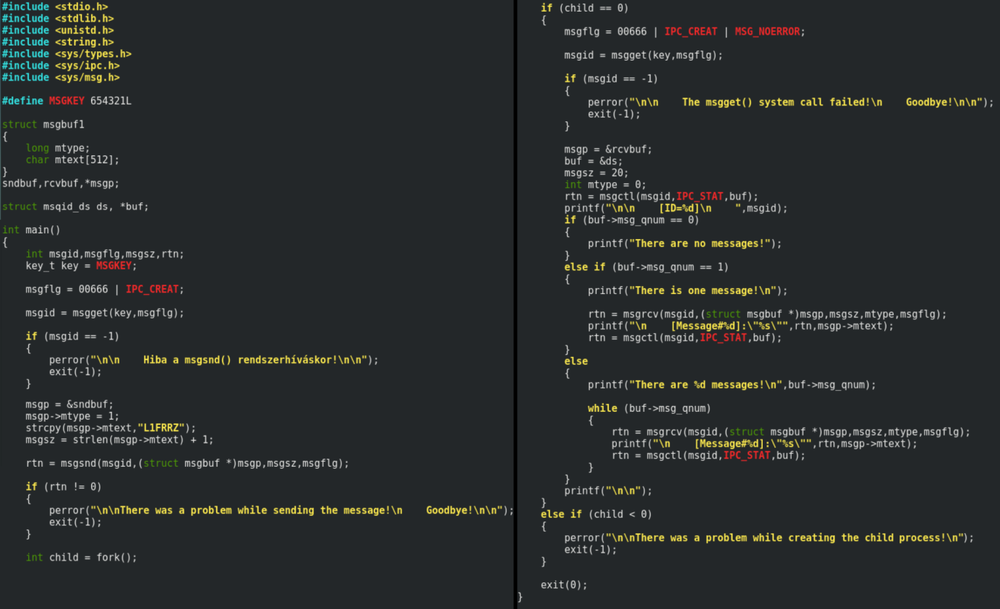 #include <stdio.h>
#include <stdlib.h>
#include <unistd.h>
#include <string.h>
#include <sys/types.h>
#include <sys/ipc.h>
#include <sys/msg.h>

#define MSGKEY 654321L

struct msgbuf1
{
    long mtype;
    char mtext[512];
}
sndbuf,rcvbuf,*msgp;

struct msqid_ds ds, *buf;

int main()
{
    int msgid,msgflg,msgsz,rtn;
    key_t key = MSGKEY;

    msgflg = 00666 | IPC_CREAT;

    msgid = msgget(key,msgflg);

    if (msgid == -1)
    {
        perror("\n\n    Hiba a msgsnd() rendszerhíváskor!\n\n");
        exit(-1);
    }

    msgp = &sndbuf;
    msgp->mtype = 1;
    strcpy(msgp->mtext,"L1FRRZ");
    msgsz = strlen(msgp->mtext) + 1;

    rtn = msgsnd(msgid,(struct msgbuf *)msgp,msgsz,msgflg);

    if (rtn != 0)
    {
        perror("\n\nThere was a problem while sending the message!\n    Goodbye!\n\n");
        exit(-1);
    }

    int child = fork();

    if (child == 0)
    {
        msgflg = 00666 | IPC_CREAT | MSG_NOERROR;

        msgid = msgget(key,msgflg);

        if (msgid == -1)
        {
            perror("\n\n    The msgget() system call failed!\n    Goodbye!\n\n");
            exit(-1);
        }

        msgp = &rcvbuf;
        buf = &ds;
        msgsz = 20;
        int mtype = 0;
        rtn = msgctl(msgid,IPC_STAT,buf);
        printf("\n\n    [ID=%d]\n    ",msgid);
        if (buf->msg_qnum == 0)
        {
            printf("There are no messages!");
        }
        else if (buf->msg_qnum == 1)
        {
            printf("There is one message!\n");

            rtn = msgrcv(msgid,(struct msgbuf *)msgp,msgsz,mtype,msgflg);
            printf("\n    [Message#%d]:\"%s\"",rtn,msgp->mtext);
            rtn = msgctl(msgid,IPC_STAT,buf);
        }
        else
        {
            printf("There are %d messages!\n",buf->msg_qnum);

            while (buf->msg_qnum)
            {
                rtn = msgrcv(msgid,(struct msgbuf *)msgp,msgsz,mtype,msgflg);
                printf("\n    [Message#%d]:\"%s\"",rtn,msgp->mtext);
                rtn = msgctl(msgid,IPC_STAT,buf);
            }
        }
        printf("\n\n");
    }
    else if (child < 0)
    {
        perror("\n\nThere was a problem while creating the child process!\n");
        exit(-1);
    }

    exit(0);
}